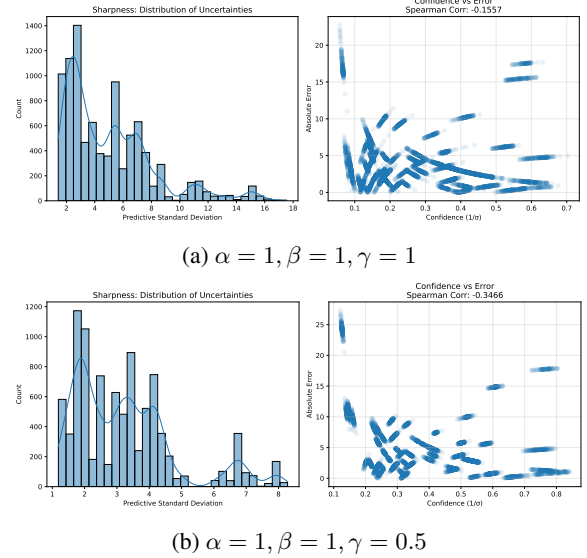 Sharpness: Distribution of Uncertainties
1400
1200
1000
800
600
400
200
0
Count
2 4 6 8 10 12 14 16 18
Predictive Standard Deviation
Confidence vs Error
Spearman Corr: -0.1557
20
15
10
5
0
Absolute Error
0.1 0.2 0.3 0.4 0.5 0.6 0.7
Confidence (1/σ)
(a) α = 1, β = 1, γ = 1
Sharpness: Distribution of Uncertainties
1200
1000
800
600
400
200
0
Count
1 2 3 4 5 6 7 8
Predictive Standard Deviation
Confidence vs Error
Spearman Corr: -0.3466
25
20
15
10
5
0
Absolute Error
0.1 0.2 0.3 0.4 0.5 0.6 0.7 0.8
Confidence (1/σ)
(b) α = 1, β = 1, γ = 0.5